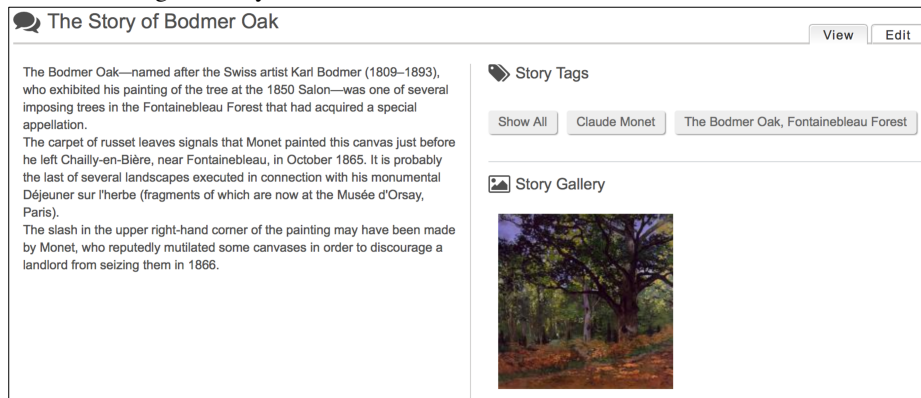 The Story of Bodmer Oak
View
Edit
The Bodmer Oak—named after the Swiss artist Karl Bodmer (1809–1893),
who exhibited his painting of the tree at the 1850 Salon—was one of several
imposing trees in the Fontainebleau Forest that had acquired a special
appellation.
The carpet of russet leaves signals that Monet painted this canvas just before
he left Chailly-en-Bière, near Fontainebleau, in October 1865. It is probably
the last of several landscapes executed in connection with his monumental
Déjeuner sur l'herbe (fragments of which are now at the Musée d'Orsay,
Paris).
The slash in the upper right-hand corner of the painting may have been made
by Monet, who reputedly mutilated some canvases in order to discourage a
landlord from seizing them in 1866.
Story Tags
Show All
Claude Monet
The Bodmer Oak, Fontainebleau Forest
Story Gallery